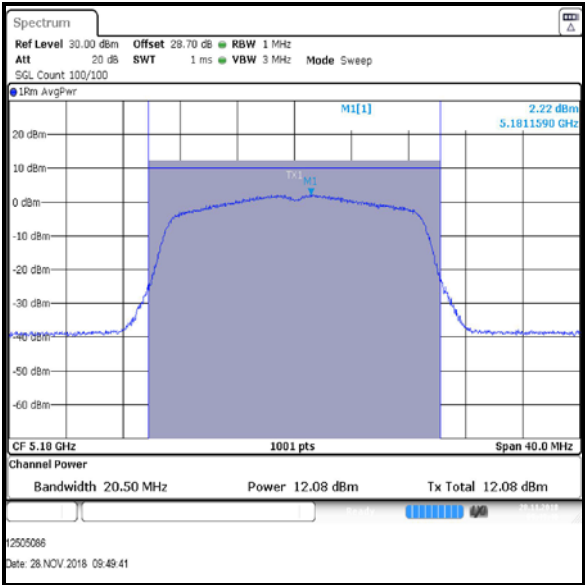 Spectrum
Ref Level 30.00 dBm Offset 28.70 dB RBW 1 MHz
Att 20 dB SWT 1 ms VBW 3 MHz Mode Sweep
SGL Count 100/100
1Rm AvgPwr
M1[1] 2.22 dBm
5.1811590 GHz
20 dBm
10 dBm
Tx1
M1
0 dBm
-10 dBm
-20 dBm
-30 dBm
-40 dBm
-50 dBm
-60 dBm
CF 5.18 GHz 1001 pts Span 40.0 MHz
Channel Power
Bandwidth 20.50 MHz Power 12.08 dBm Tx Total 12.08 dBm
12505086
Date: 28.NOV.2018 09:49:41